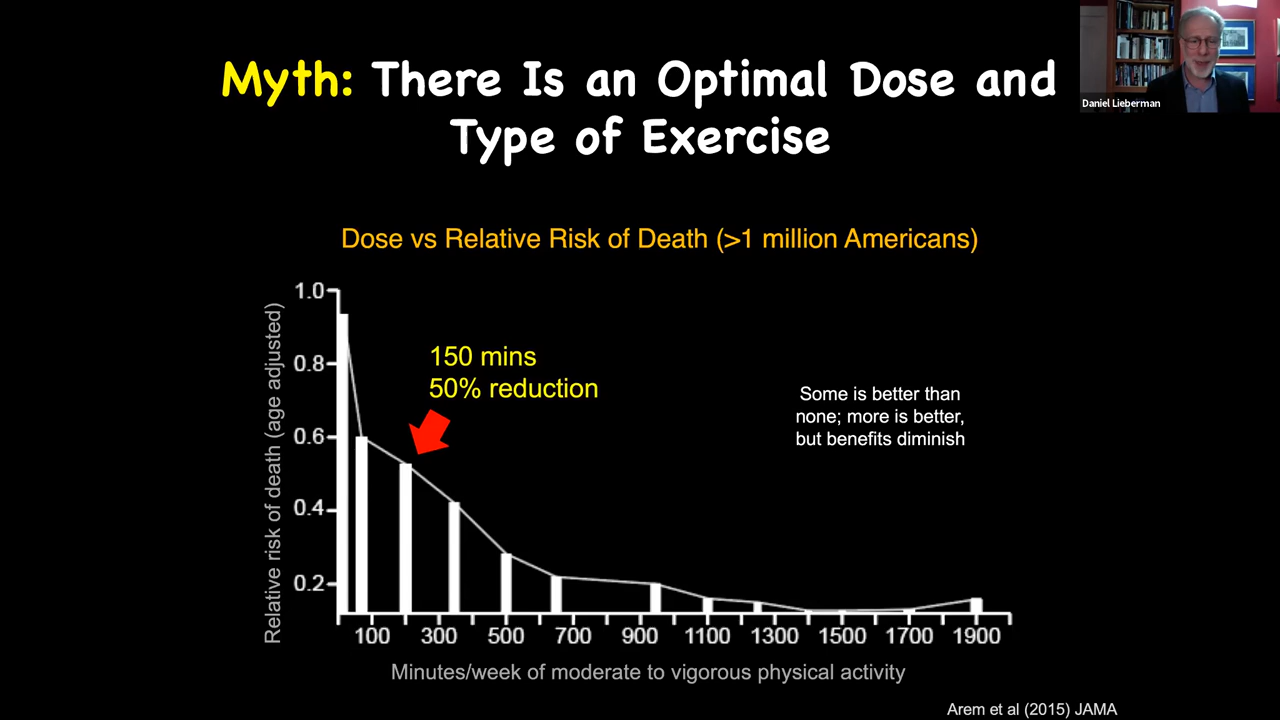 Myth: There Is an Optimal Dose and
Type of Exercise
Daniel Lieberman
Dose vs Relative Risk of Death (>1 million Americans)
Relative risk of death (age adjusted)
1.0
0.8
0.6
0.4
0.2
150 mins
50% reduction
Some is better than
none; more is better,
but benefits diminish
100 300 500 700 900 1100 1300 1500 1700 1900
Minutes/week of moderate to vigorous physical activity
Arem et al (2015) JAMA